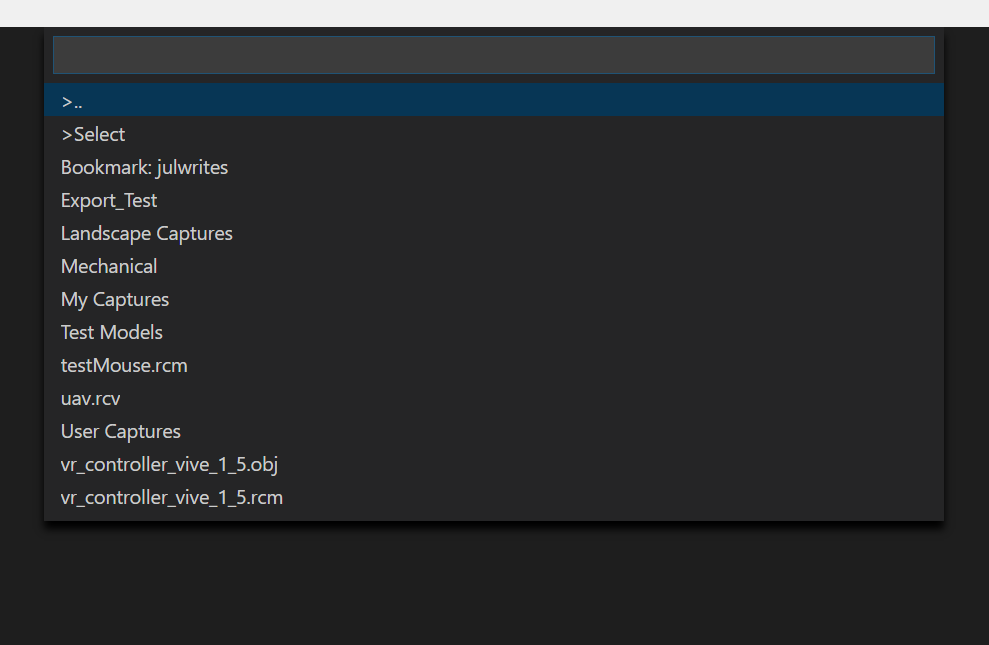 >..
>Select
Bookmark: julwrites
Export_Test
Landscape Captures
Mechanical
My Captures
Test Models
testMouse.rcm
uav.rcv
User Captures
vr_controller_vive_1_5.obj
vr_controller_vive_1_5.rcm